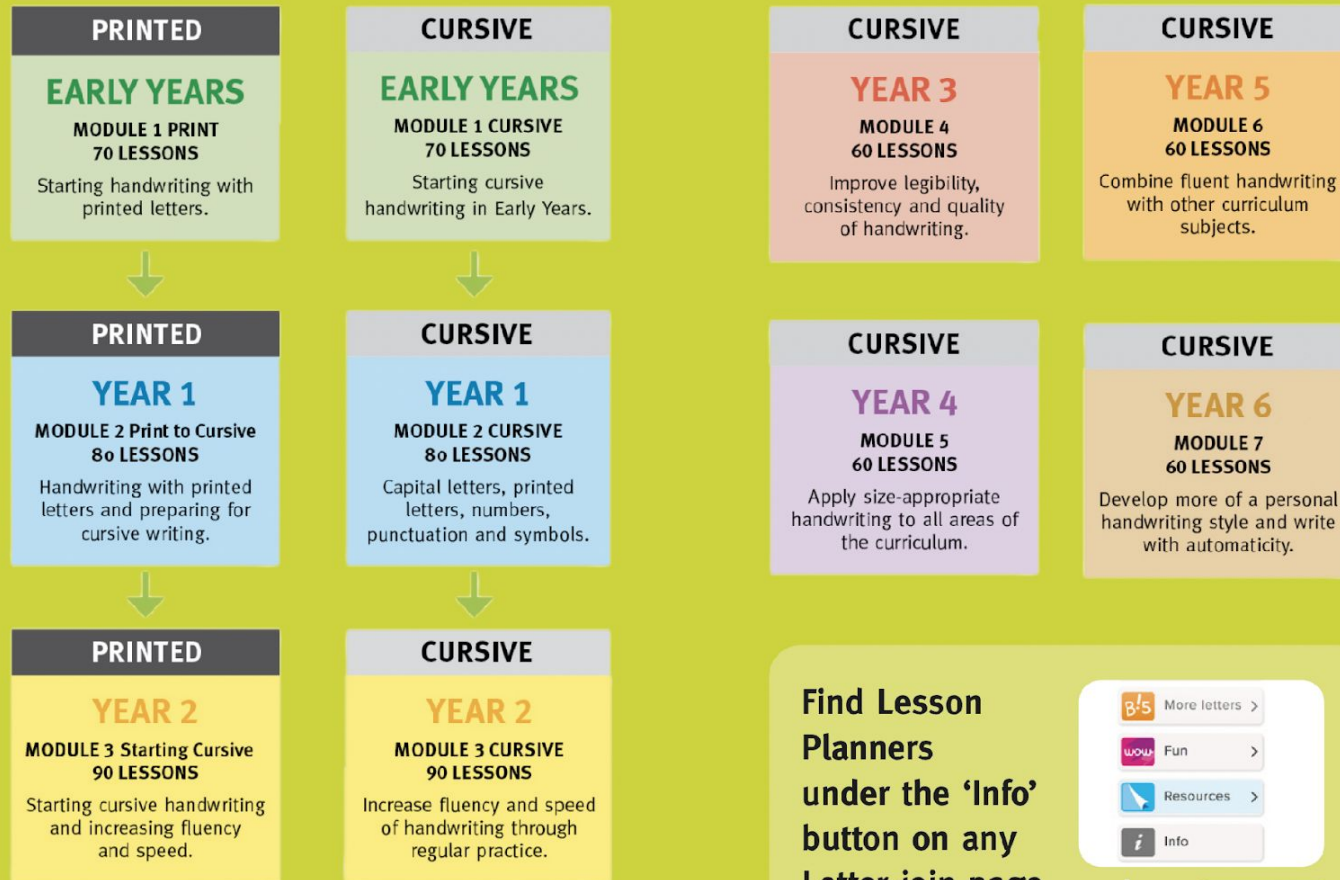 PRINTED
EARLY YEARS
MODULE 1 PRINT
70 LESSONS
Starting handwriting with
printed letters.
PRINTED
YEAR 1
MODULE 2 Print to Cursive
80 LESSONS
Handwriting with printed
letters and preparing for
cursive writing.
PRINTED
YEAR 2
MODULE 3 Starting Cursive
90 LESSONS
Starting cursive handwriting
and increasing fluency
and speed.
CURSIVE
EARLY YEARS
MODULE 1 CURSIVE
70 LESSONS
Starting cursive
handwriting in Early Years.
CURSIVE
YEAR 1
MODULE 2 CURSIVE
80 LESSONS
Capital letters, printed
letters, numbers,
punctuation and symbols.
CURSIVE
YEAR 2
MODULE 3 CURSIVE
90 LESSONS
Increase fluency and speed
of handwriting through
regular practice.
CURSIVE
YEAR 3
MODULE 4
60 LESSONS
Improve legibility,
consistency and quality
of handwriting.
CURSIVE
YEAR 4
MODULE 5
60 LESSONS
Apply size-appropriate
handwriting to all areas of
the curriculum.
CURSIVE
YEAR 5
MODULE 6
60 LESSONS
Combine fluent handwriting
with other curriculum
subjects.
CURSIVE
YEAR 6
MODULE 7
60 LESSONS
Develop more of a personal
handwriting style and write
with automaticity.
Find Lesson
Planners
under the ‘Info’
button on any
Letter-join page
B!5 More letters >
wow Fun >
Resources >
i Info